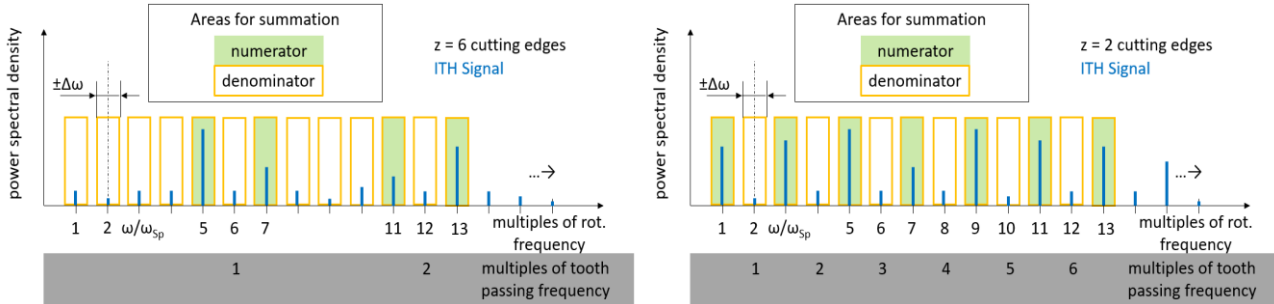 Areas for summation
numerator
denominator
z = 6 cutting edges
ITH Signal
power spectral density
±Δω
...→
1 2 ω/ωSp 5 6 7 11 12 13
multiples of rot.
frequency
1 2
multiples of tooth
passing frequency
Areas for summation
numerator
denominator
z = 2 cutting edges
ITH Signal
power spectral density
±Δω
...→
1 2 ω/ωSp 4 5 6 7 8 9 10 11 12 13
multiples of rot.
frequency
1 2 3 4 5 6
multiples of tooth
passing frequency